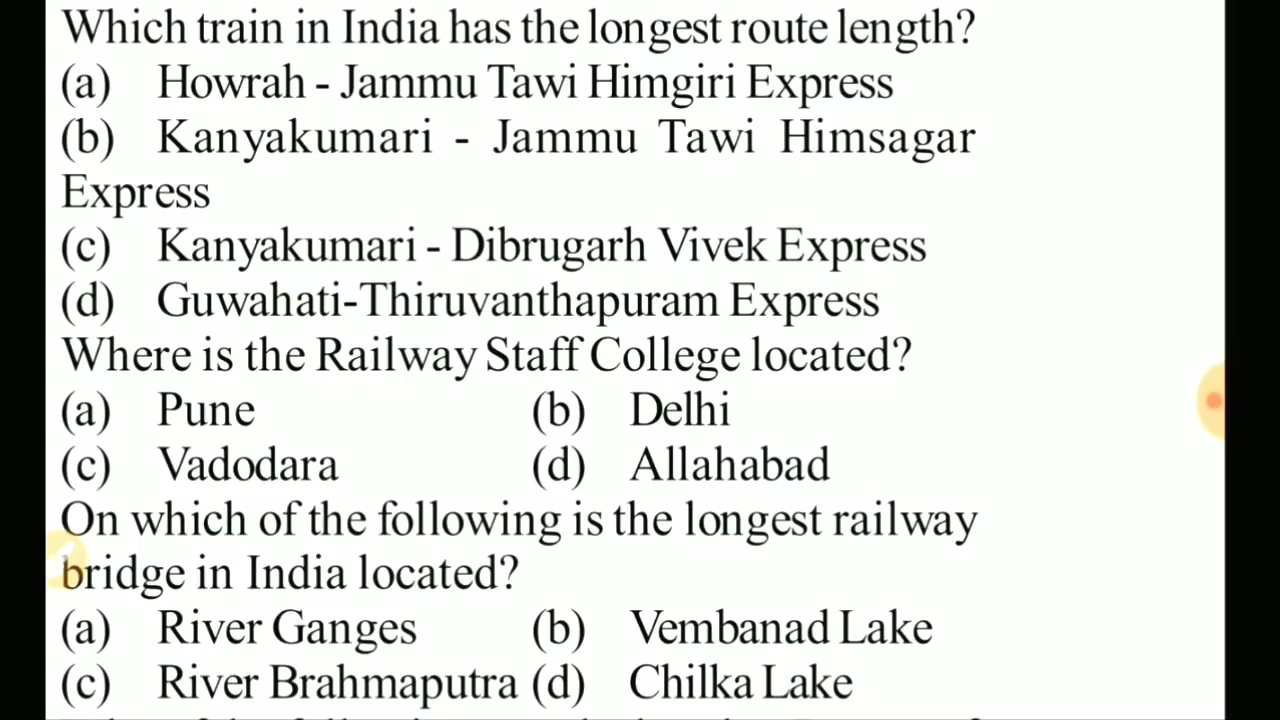 Which train in India has the longest route length?
(a) Howrah - Jammu Tawi Himgiri Express
(b) Kanyakumari - Jammu Tawi Himsagar
Express
(c) Kanyakumari - Dibrugarh Vivek Express
(d) Guwahati-Thiruvanthapuram Express
Where is the Railway Staff College located?
(a) Pune (b) Delhi
(c) Vadodara (d) Allahabad
On which of the following is the longest railway
bridge in India located?
(a) River Ganges (b) Vembanad Lake
(c) River Brahmaputra (d) Chilka Lake